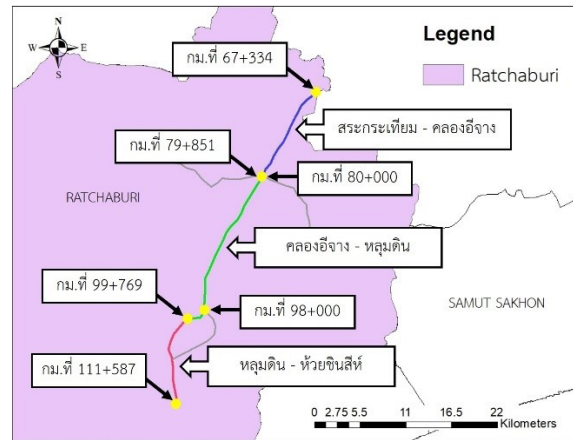 N
W E
S
Legend
Ratchaburi
กม.ที่ 67+334
สระกระเทียม - คลองอีจาง
กม.ที่ 79+851
กม.ที่ 80+000
RATCHABURI
คลองอีจาง - หลุมดิน
กม.ที่ 99+769
กม.ที่ 98+000
SAMUT SAKHON
กม.ที่ 111+587
หลุมดิน - ห้วยชินสีห์
0 2.75 5.5 11 16.5 22
Kilometers